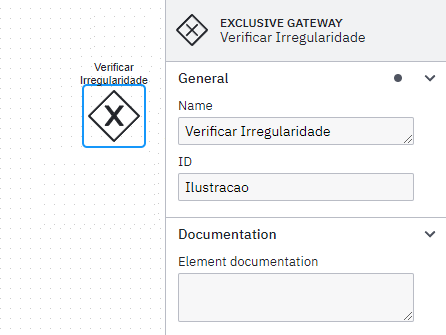 Verificar
Irregularidade
EXCLUSIVE GATEWAY
Verificar Irregularidade
General
Name
Verificar Irregularidade
ID
Ilustracao
Documentation
Element documentation